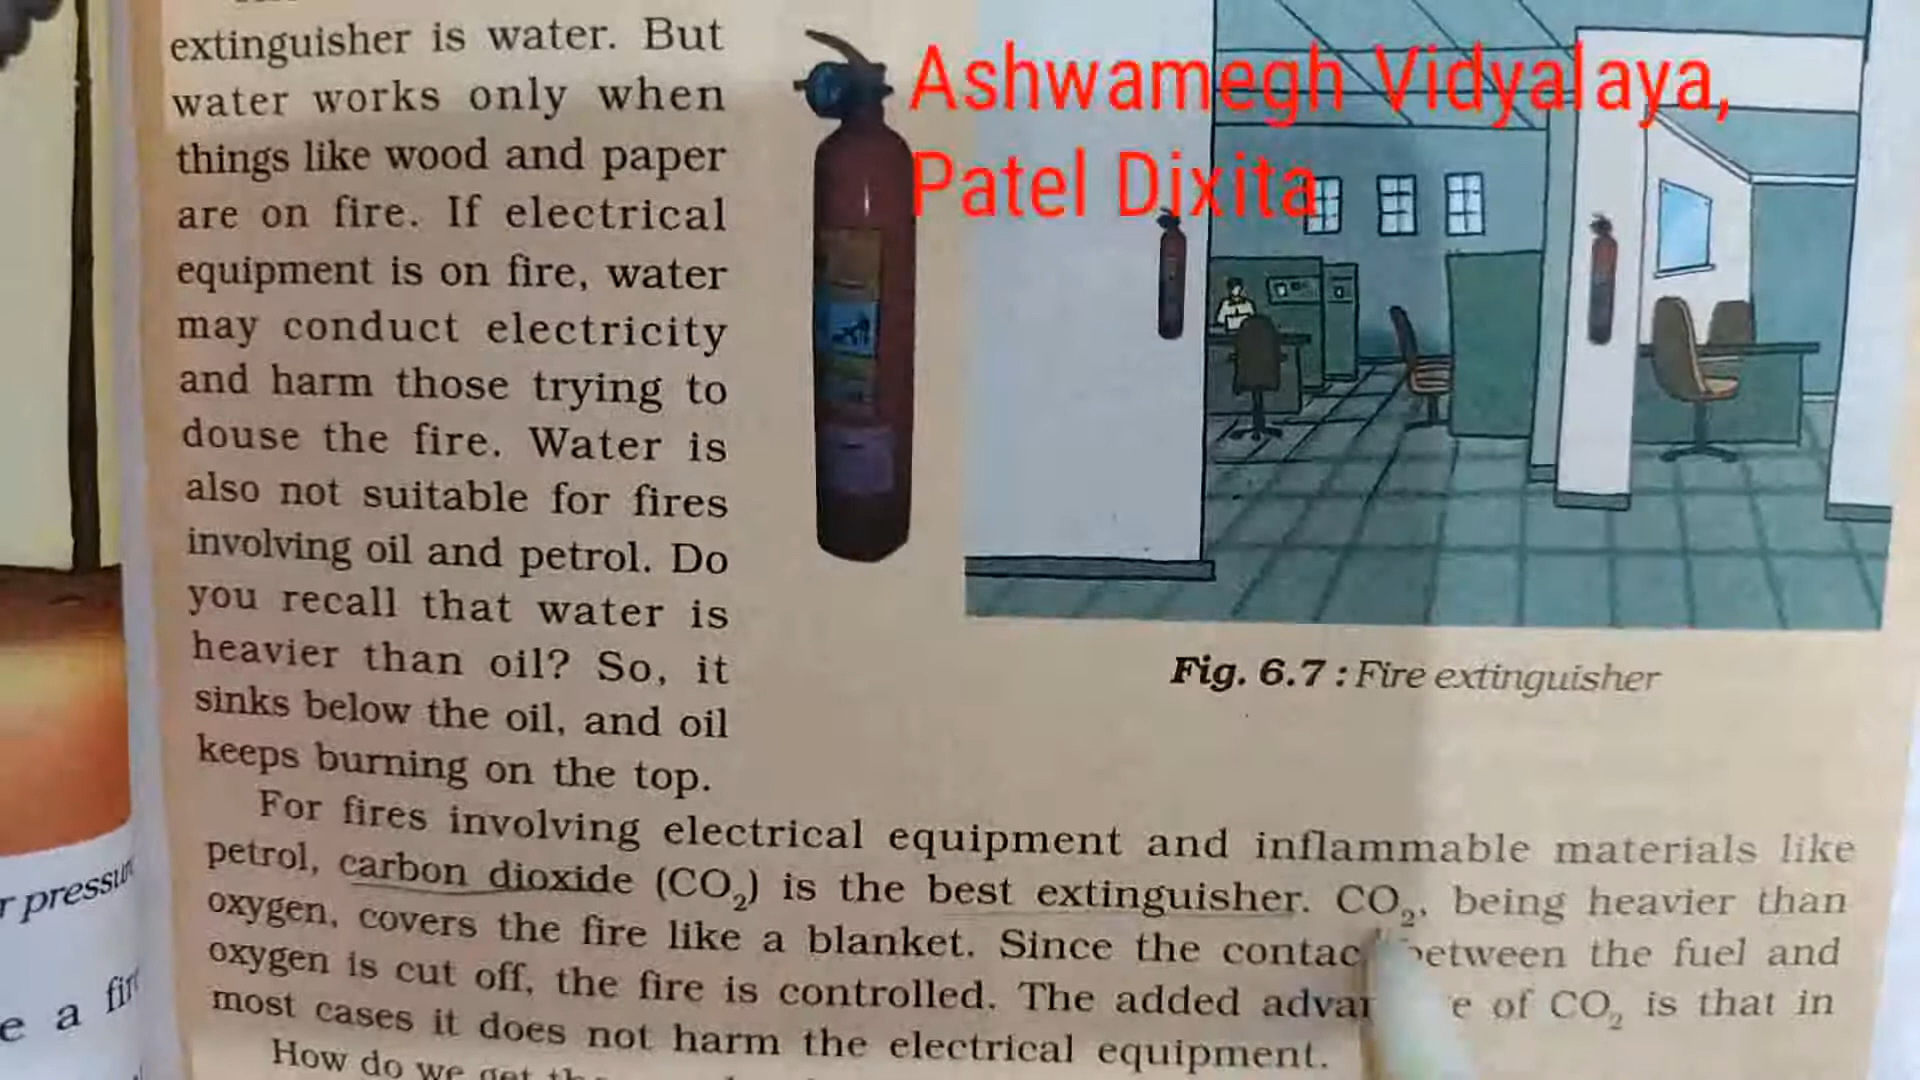 extinguisher is water. But
water works only when
things like wood and paper
are on fire. If electrical
equipment is on fire, water
may conduct electricity
and harm those trying to
douse the fire. Water is
also not suitable for fires
involving oil and petrol. Do
you recall that water is
heavier than oil? So, it
sinks below the oil, and oil
keeps burning on the top.
Ashwamegh Vidyalaya,
Patel Dixita
Fig. 6.7 : Fire extinguisher
For fires involving electrical equipment and inflammable materials like
petrol, carbon dioxide (CO₂) is the best extinguisher. CO₂, being heavier than
oxygen, covers the fire like a blanket. Since the contac between the fuel and
oxygen is cut off, the fire is controlled. The added of CO₂ is that in
most cases it does not harm the electrical equipment.
How do we get
r pressur
e a fir